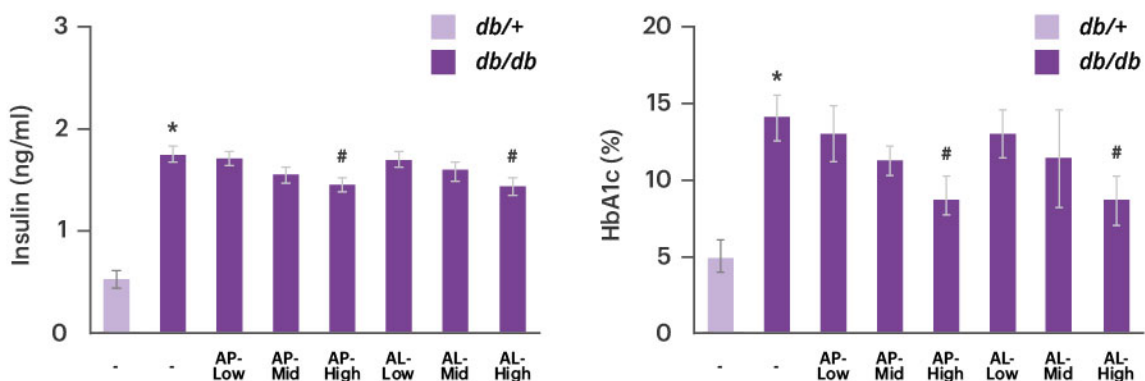 Insulin (ng/ml)
3
2
1
0
db/+
db/db
*
#
#
-
-
AP-
Low
AP-
Mid
AP-
High
AL-
Low
AL-
Mid
AL-
High
HbA1c (%)
20
15
10
5
0
db/+
db/db
*
#
#
-
-
AP-
Low
AP-
Mid
AP-
High
AL-
Low
AL-
Mid
AL-
High